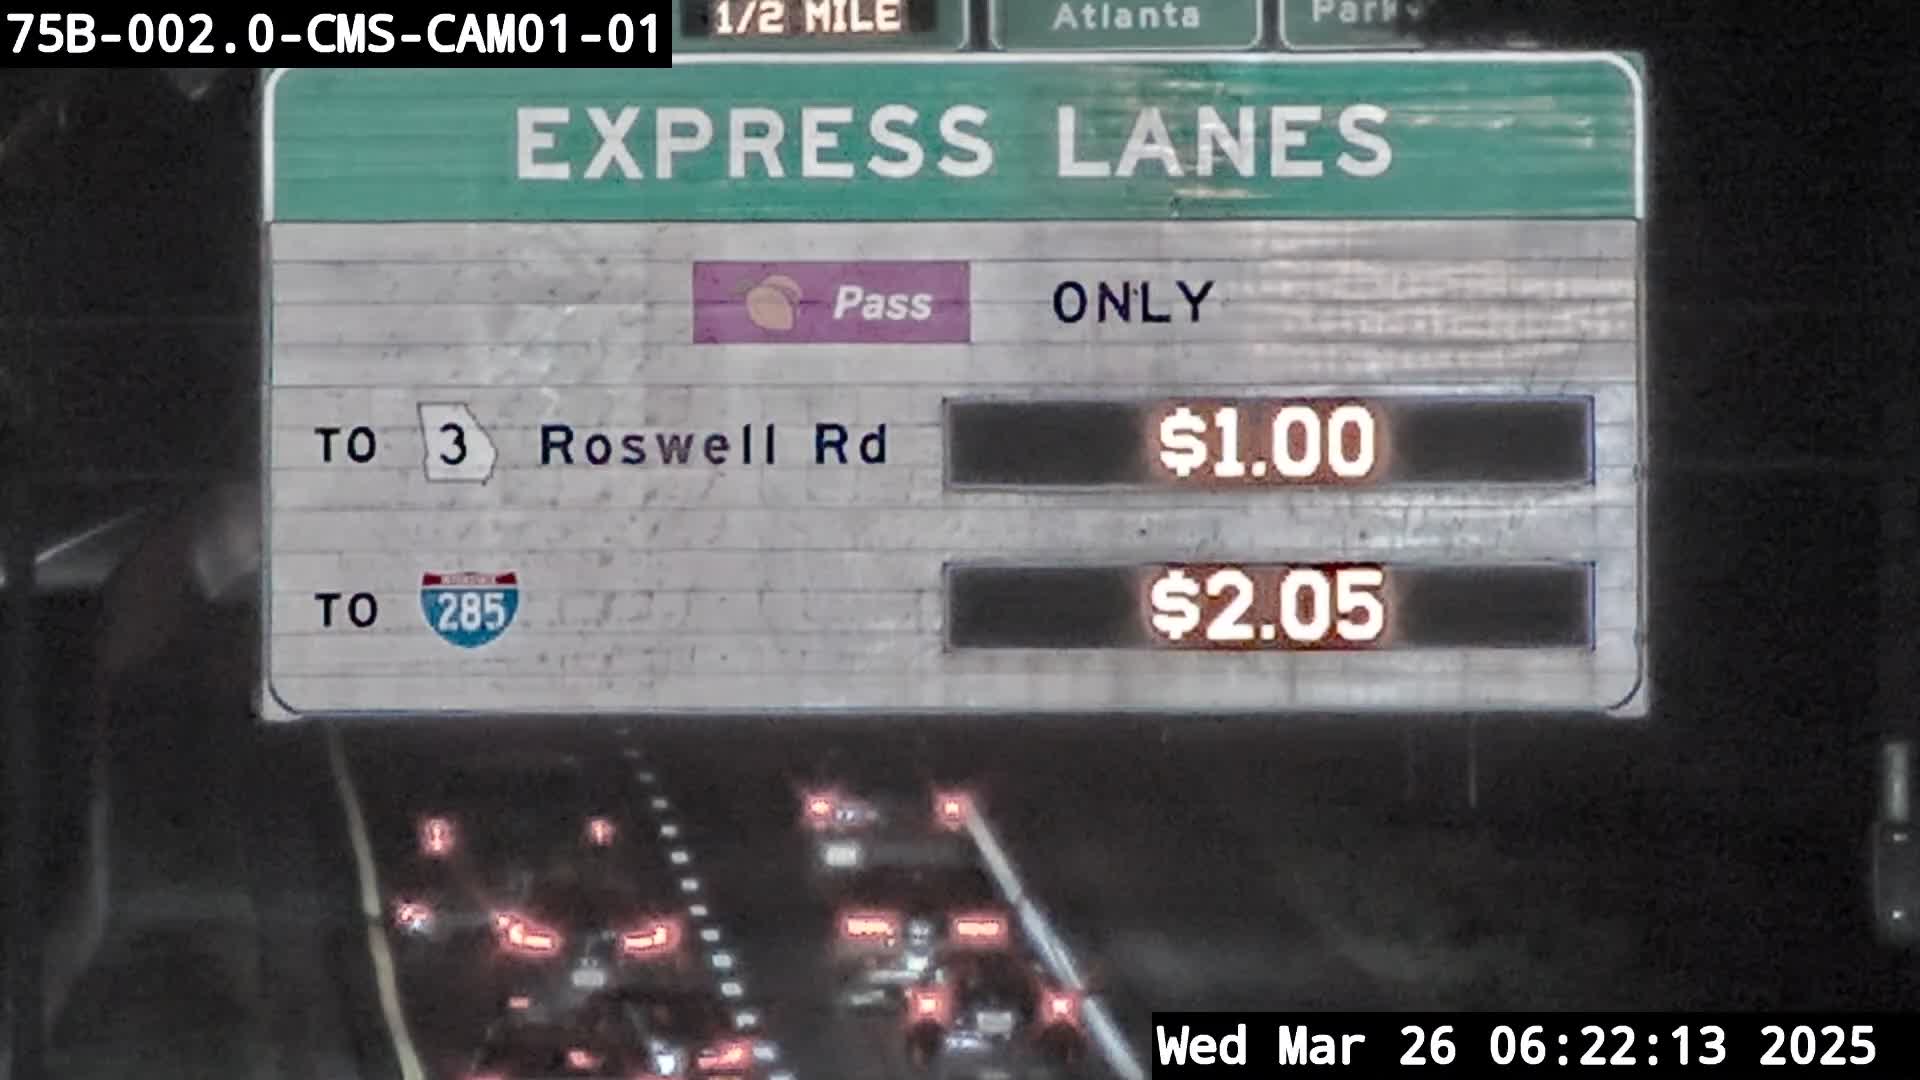 75B-002.0-CMS-CAM01-01
1/2 MILE
Atlanta
Park
EXPRESS LANES
Pass ONLY
TO 3 Roswell Rd $1.00
TO 285 $2.05
Wed Mar 26 06:22:13 2025